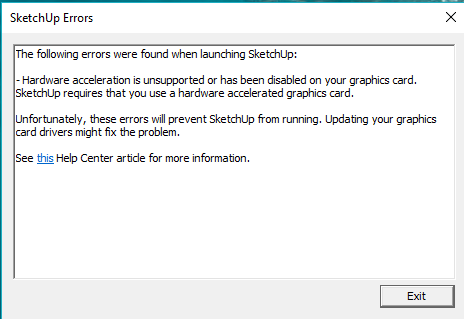 SketchUp Errors
The following errors were found when launching SketchUp:
- Hardware acceleration is unsupported or has been disabled on your graphics card.
SketchUp requires that you use a hardware accelerated graphics card.
Unfortunately, these errors will prevent SketchUp from running. Updating your graphics
card drivers might fix the problem.
See this Help Center article for more information.
Exit